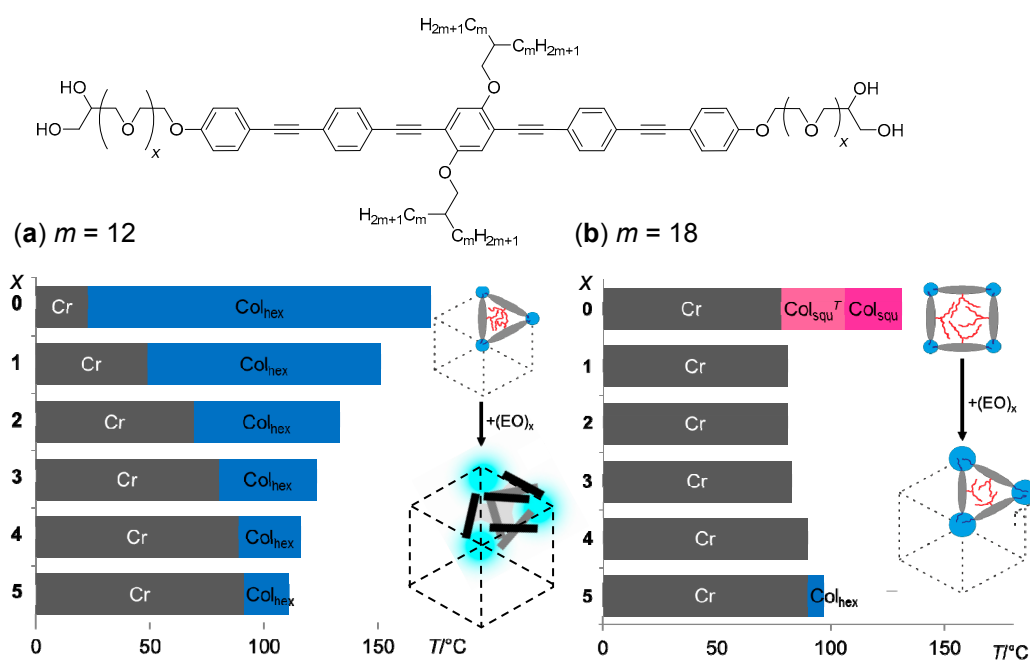 H2m+1Cm
CmH2m+1
HO
HO
O
x
O
O
O
O
O
x
OH
OH
H2m+1Cm
CmH2m+1
(a) m = 12
(b) m = 18
X
0 Cr Colhex
1 Cr Colhex
2 Cr Colhex
3 Cr Colhex
4 Cr Colhex
5 Cr Colhex
0 50 100 150 T/°C
+(EO)x
X
0 Cr ColsquT Colsqu
1 Cr
2 Cr
3 Cr
4 Cr
5 Cr Colhex
0 50 100 150 T/°C
+(EO)x